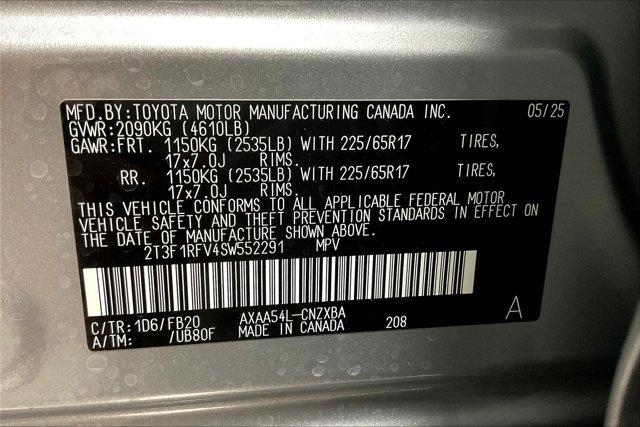 MFD.BY:TOYOTA MOTOR MANUFACTURING CANADA INC. 05/25
GVWR:2090KG (4610LB)
GAWR:FRT. 1150KG (2535LB) WITH 225/65R17 TIRES,
17x7.0J RIMS.
RR. 1150KG (2535LB) WITH 225/65R17 TIRES,
17x7.0J RIMS.
THIS VEHICLE CONFORMS TO ALL APPLICABLE FEDERAL MOTOR
VEHICLE SAFETY AND THEFT PREVENTION STANDARDS IN EFFECT ON
THE DATE OF MANUFACTURE SHOWN ABOVE.
2T3F1RFV4SW552291 MPV
C/TR:1D6/FB20 AXAA54L-CNZXBA
A/TM: /UB80F MADE IN CANADA 208 A